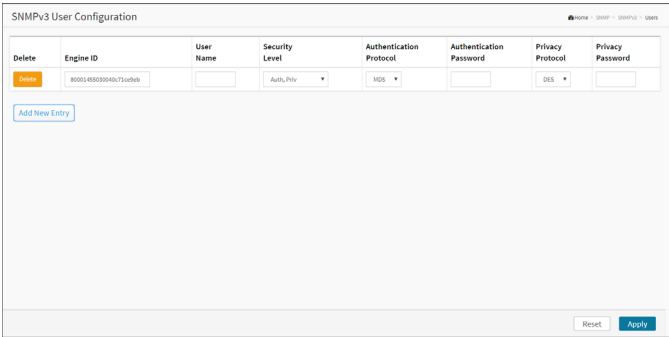 SNMPv3 User Configuration
Home > SNMP > SNMPv3 > Users
Delete Engine ID User Name Security Level Authentication Protocol Authentication Password Privacy Protocol Privacy Password
Delete 80001455030040c71ce9eb Auth, Priv MD5 DES
Add New Entry
Reset Apply